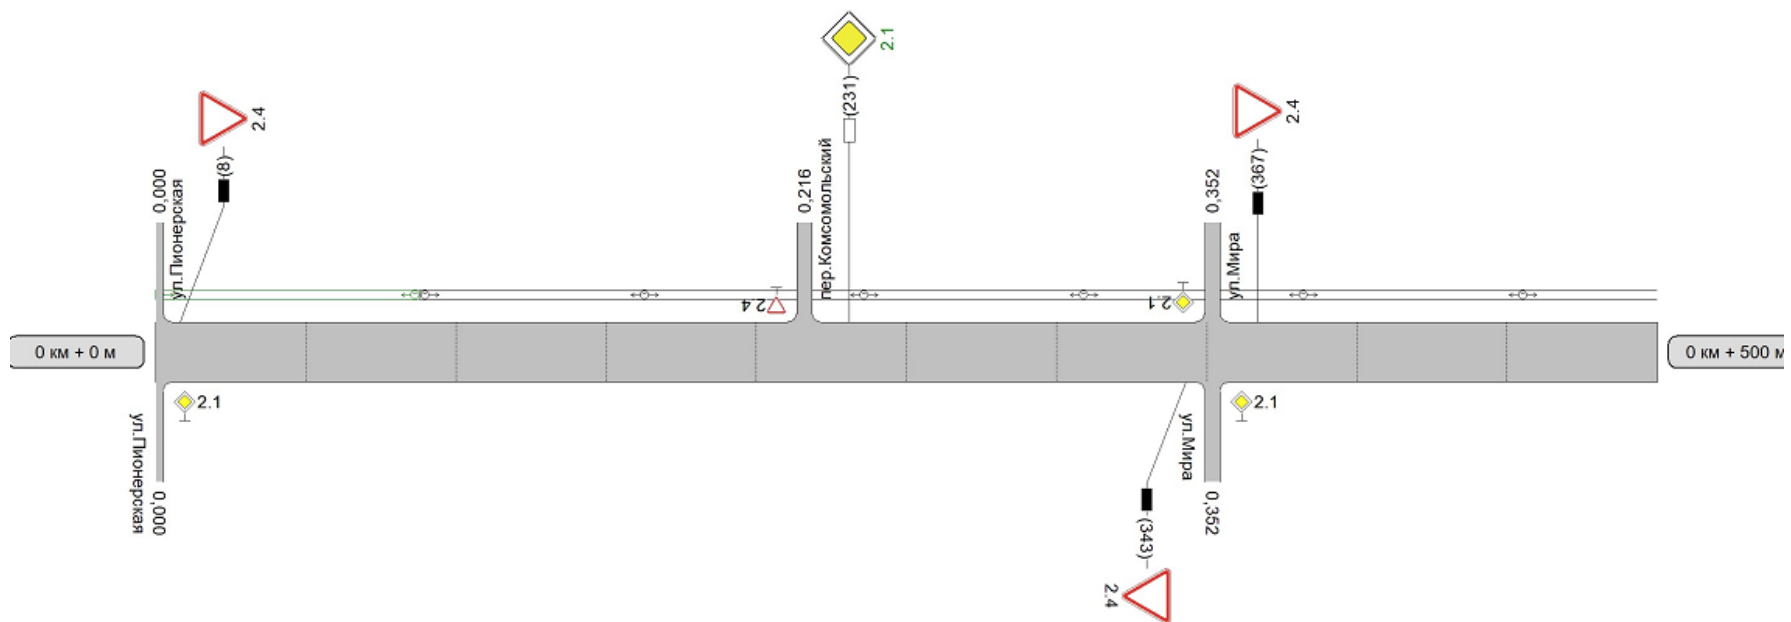 2.1
(231)
2.4
(8)
2.4
(367)
0,000
ул.Пионерская
0,216
пер.Комсомольский
0,352
ул.Мира
2.4
2.1
0 км + 0 м
0 км + 500 м
2.1
2.1
ул.Пионерская
0,000
ул.Мира
0,352
(343)
2.4